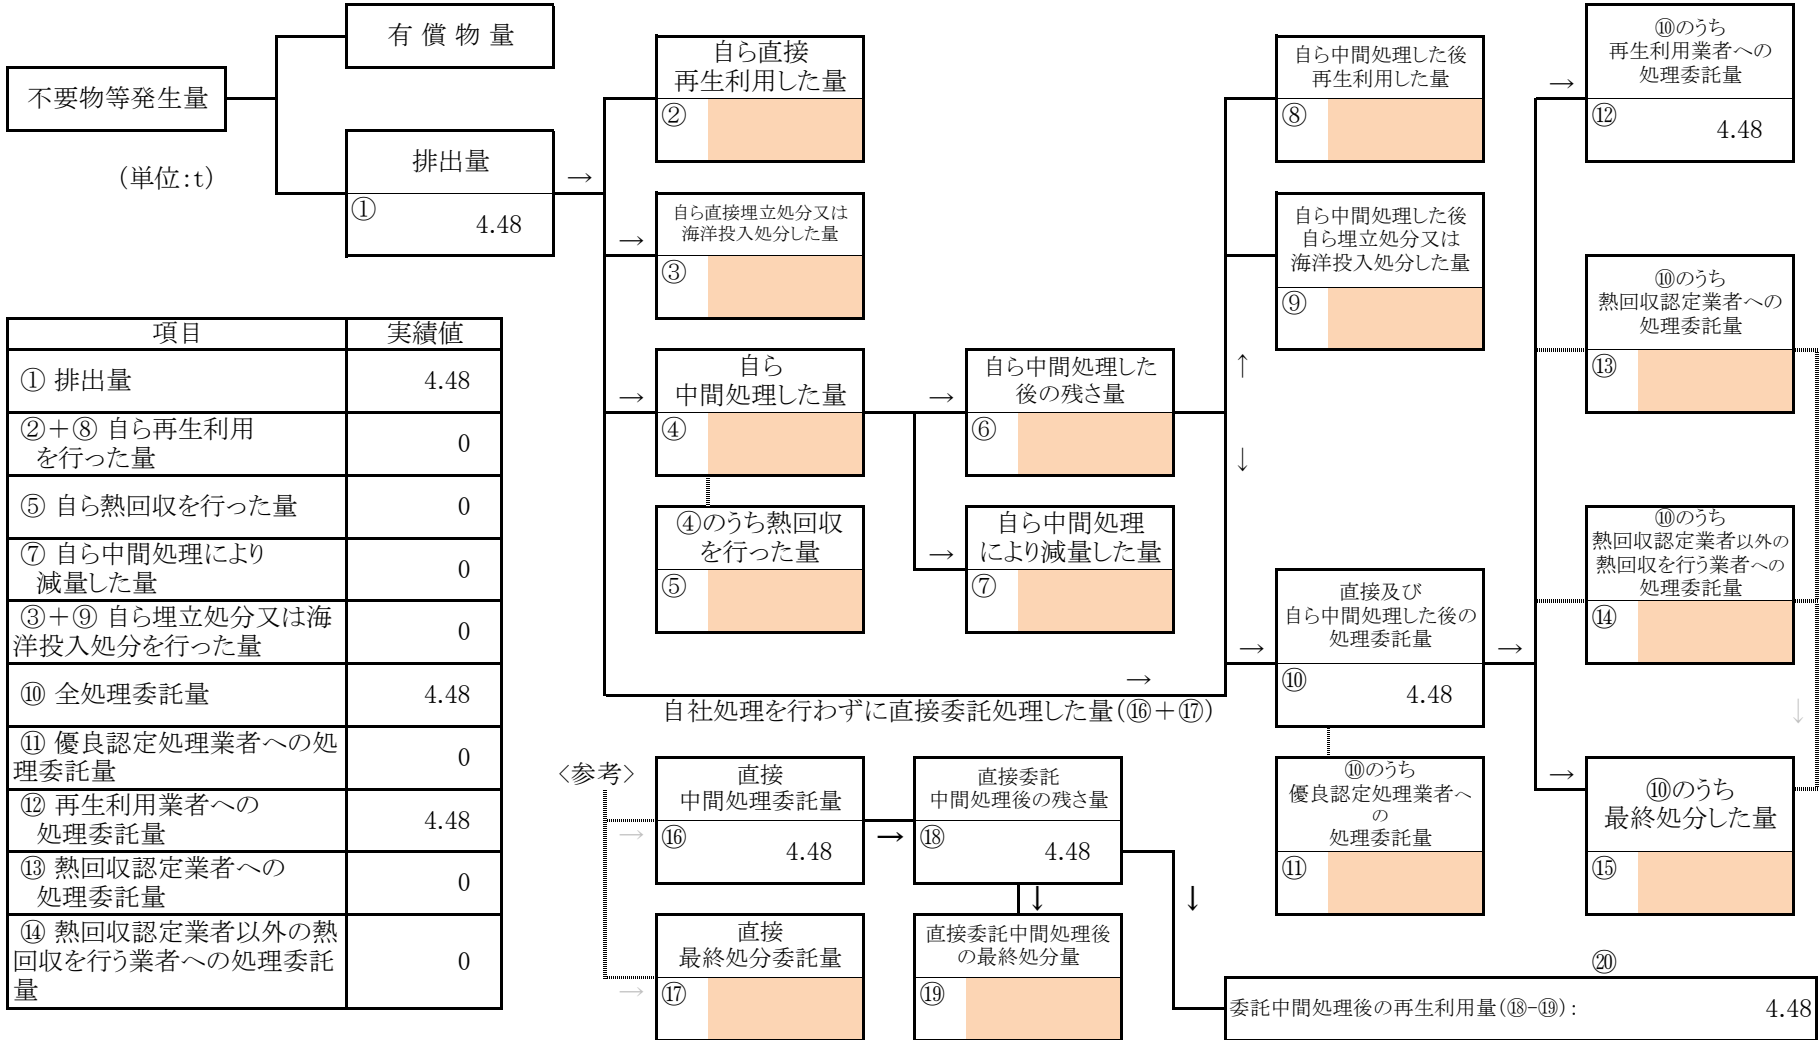 有 償 物 量
不要物等発生量
(単位:t)
排出量
→
①
4.48
自ら直接
再生利用した量
②
→
自ら直接埋立処分又は
海洋投入処分した量
③
→
自ら
中間処理した量
④
④のうち熱回収
を行った量
⑤
→
自ら中間処理した
後の残さ量
⑥
→
自ら中間処理
により減量した量
⑦
自ら中間処理した後
再生利用した量
⑧
自ら中間処理した後
自ら埋立処分又は
海洋投入処分した量
⑨
↑
↓
→
直接及び
自ら中間処理した後の
処理委託量
⑩
4.48
→
⑩のうち
優良認定処理業者へ
の
処理委託量
⑪
→
⑩のうち
再生利用業者への
処理委託量
⑫
4.48
⑩のうち
熱回収認定業者への
処理委託量
⑬
⑩のうち
熱回収認定業者以外の
熱回収を行う業者への
処理委託量
⑭
↓
→
⑩のうち
最終処分した量
⑮
→
自社処理を行わずに直接委託処理した量(⑯+⑰)
項目 実績値
① 排出量 4.48
②+⑧ 自ら再生利用
を行った量 0
⑤ 自ら熱回収を行った量 0
⑦ 自ら中間処理により
減量した量 0
③+⑨ 自ら埋立処分又は海
洋投入処分を行った量 0
⑩ 全処理委託量 4.48
⑪ 優良認定処理業者への処
理委託量 0
⑫ 再生利用業者への
処理委託量 4.48
⑬ 熱回収認定業者への
処理委託量 0
⑭ 熱回収認定業者以外の熱
回収を行う業者への処理委託
量 0
<参考>
→
直接
中間処理委託量
⑯
4.48
→
直接委託
中間処理後の残さ量
⑱
4.48
↓
↓
→
直接
最終処分委託量
⑰
直接委託中間処理後
の最終処分量
⑲
⑳
委託中間処理後の再生利用量(⑱-⑲): 4.48